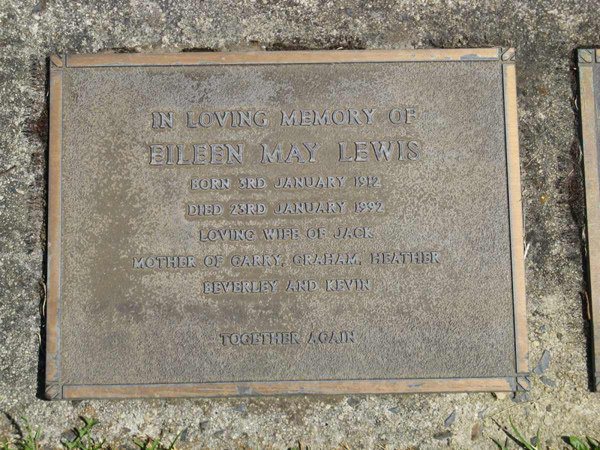 IN LOVING MEMORY OF
EILEEN MAY LEWIS
BORN 3RD JANUARY 1912
DIED 23RD JANUARY 1992
LOVING WIFE OF JACK
MOTHER OF GARRY, GRAHAM, HEATHER
BEVERLEY AND KEVIN
TOGETHER AGAIN